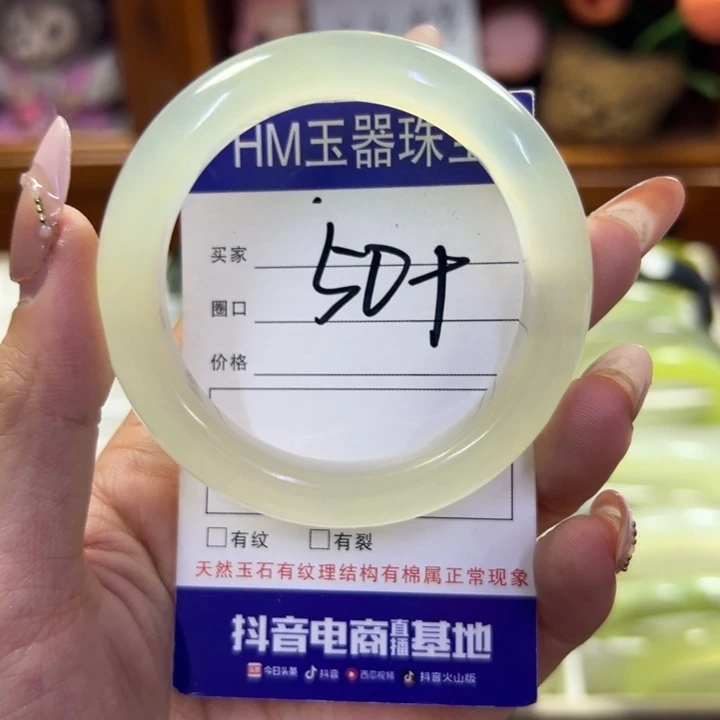 HM玉器珠宝
买家
50+
圈口
价格
有纹 有裂
天然玉石有纹理结构有棉属正常现象
抖音电商直播基地
今日头条 抖音 西瓜视频 抖音火山版